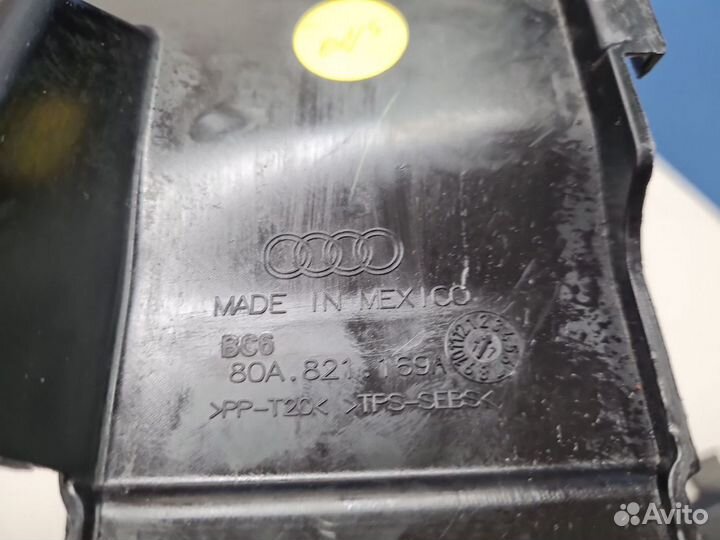 MADE IN MEXICO
BC6
80A.821.169A
>PP-T20< >TPS-SEBS<
Avito